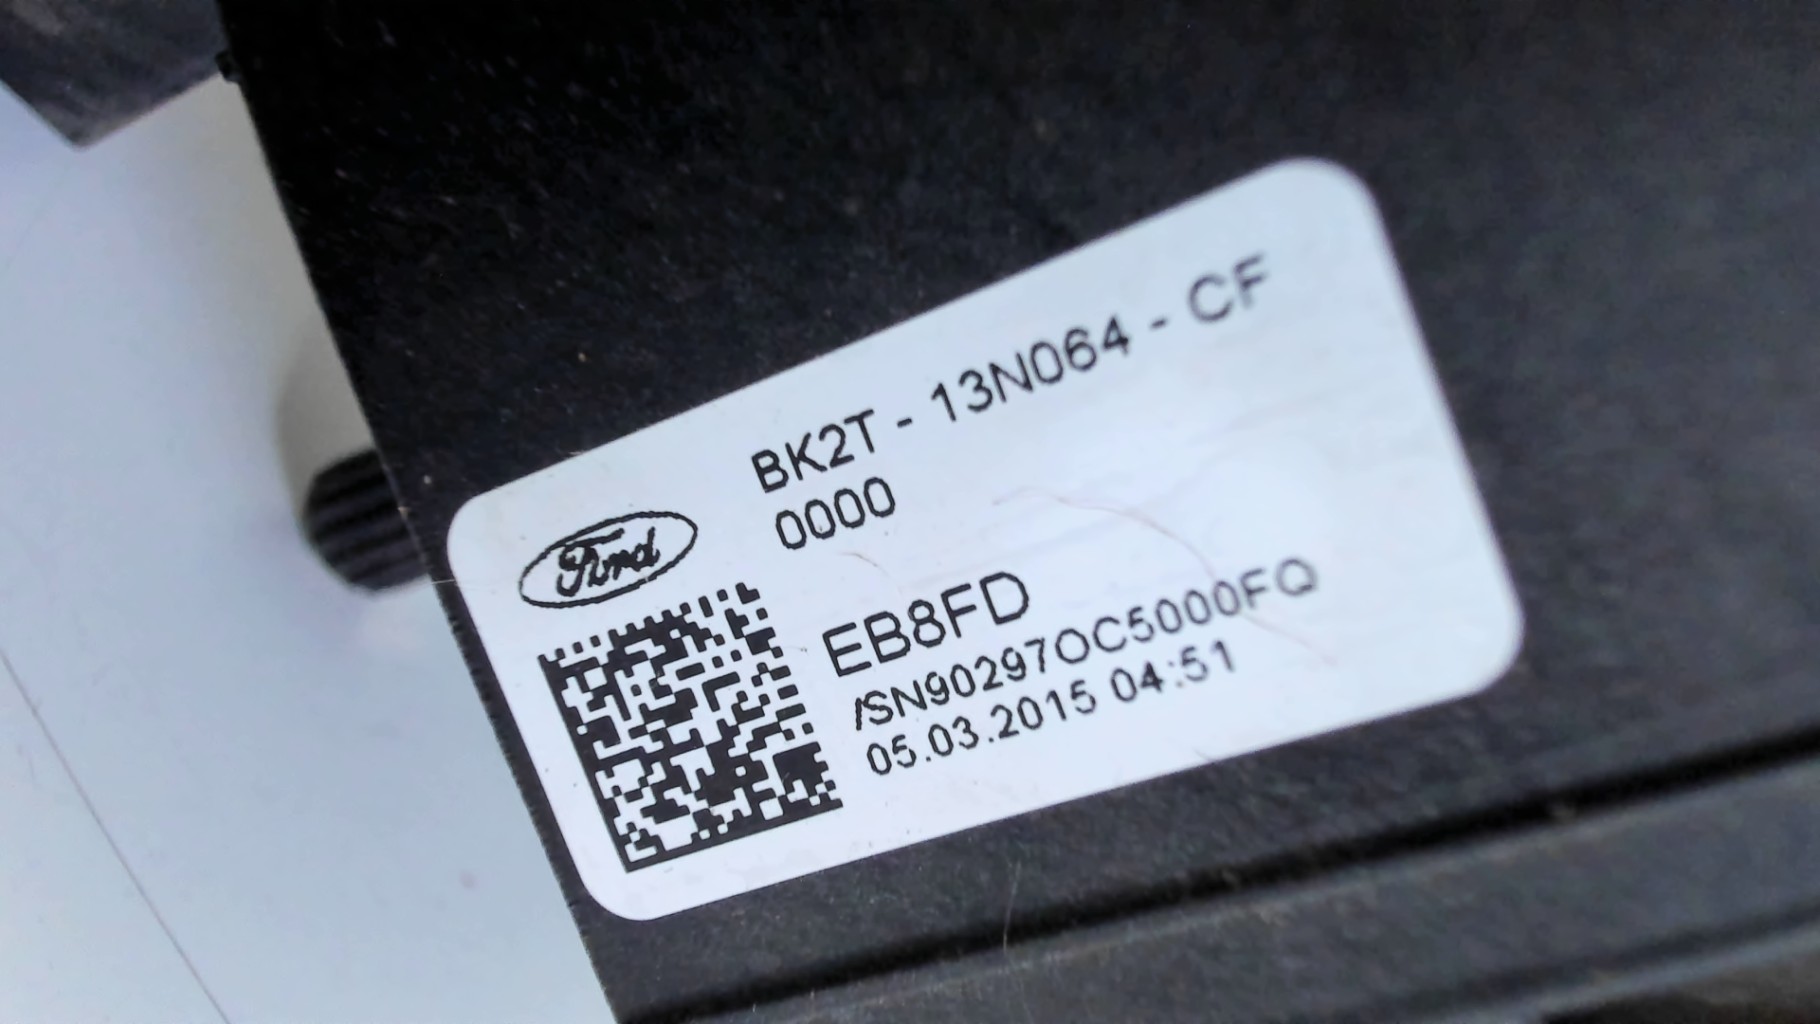 BK2T - 13N064 - CF
0000
Ford
EB8FD
/SN90297OC5000FQ
05.03.2015 04:51